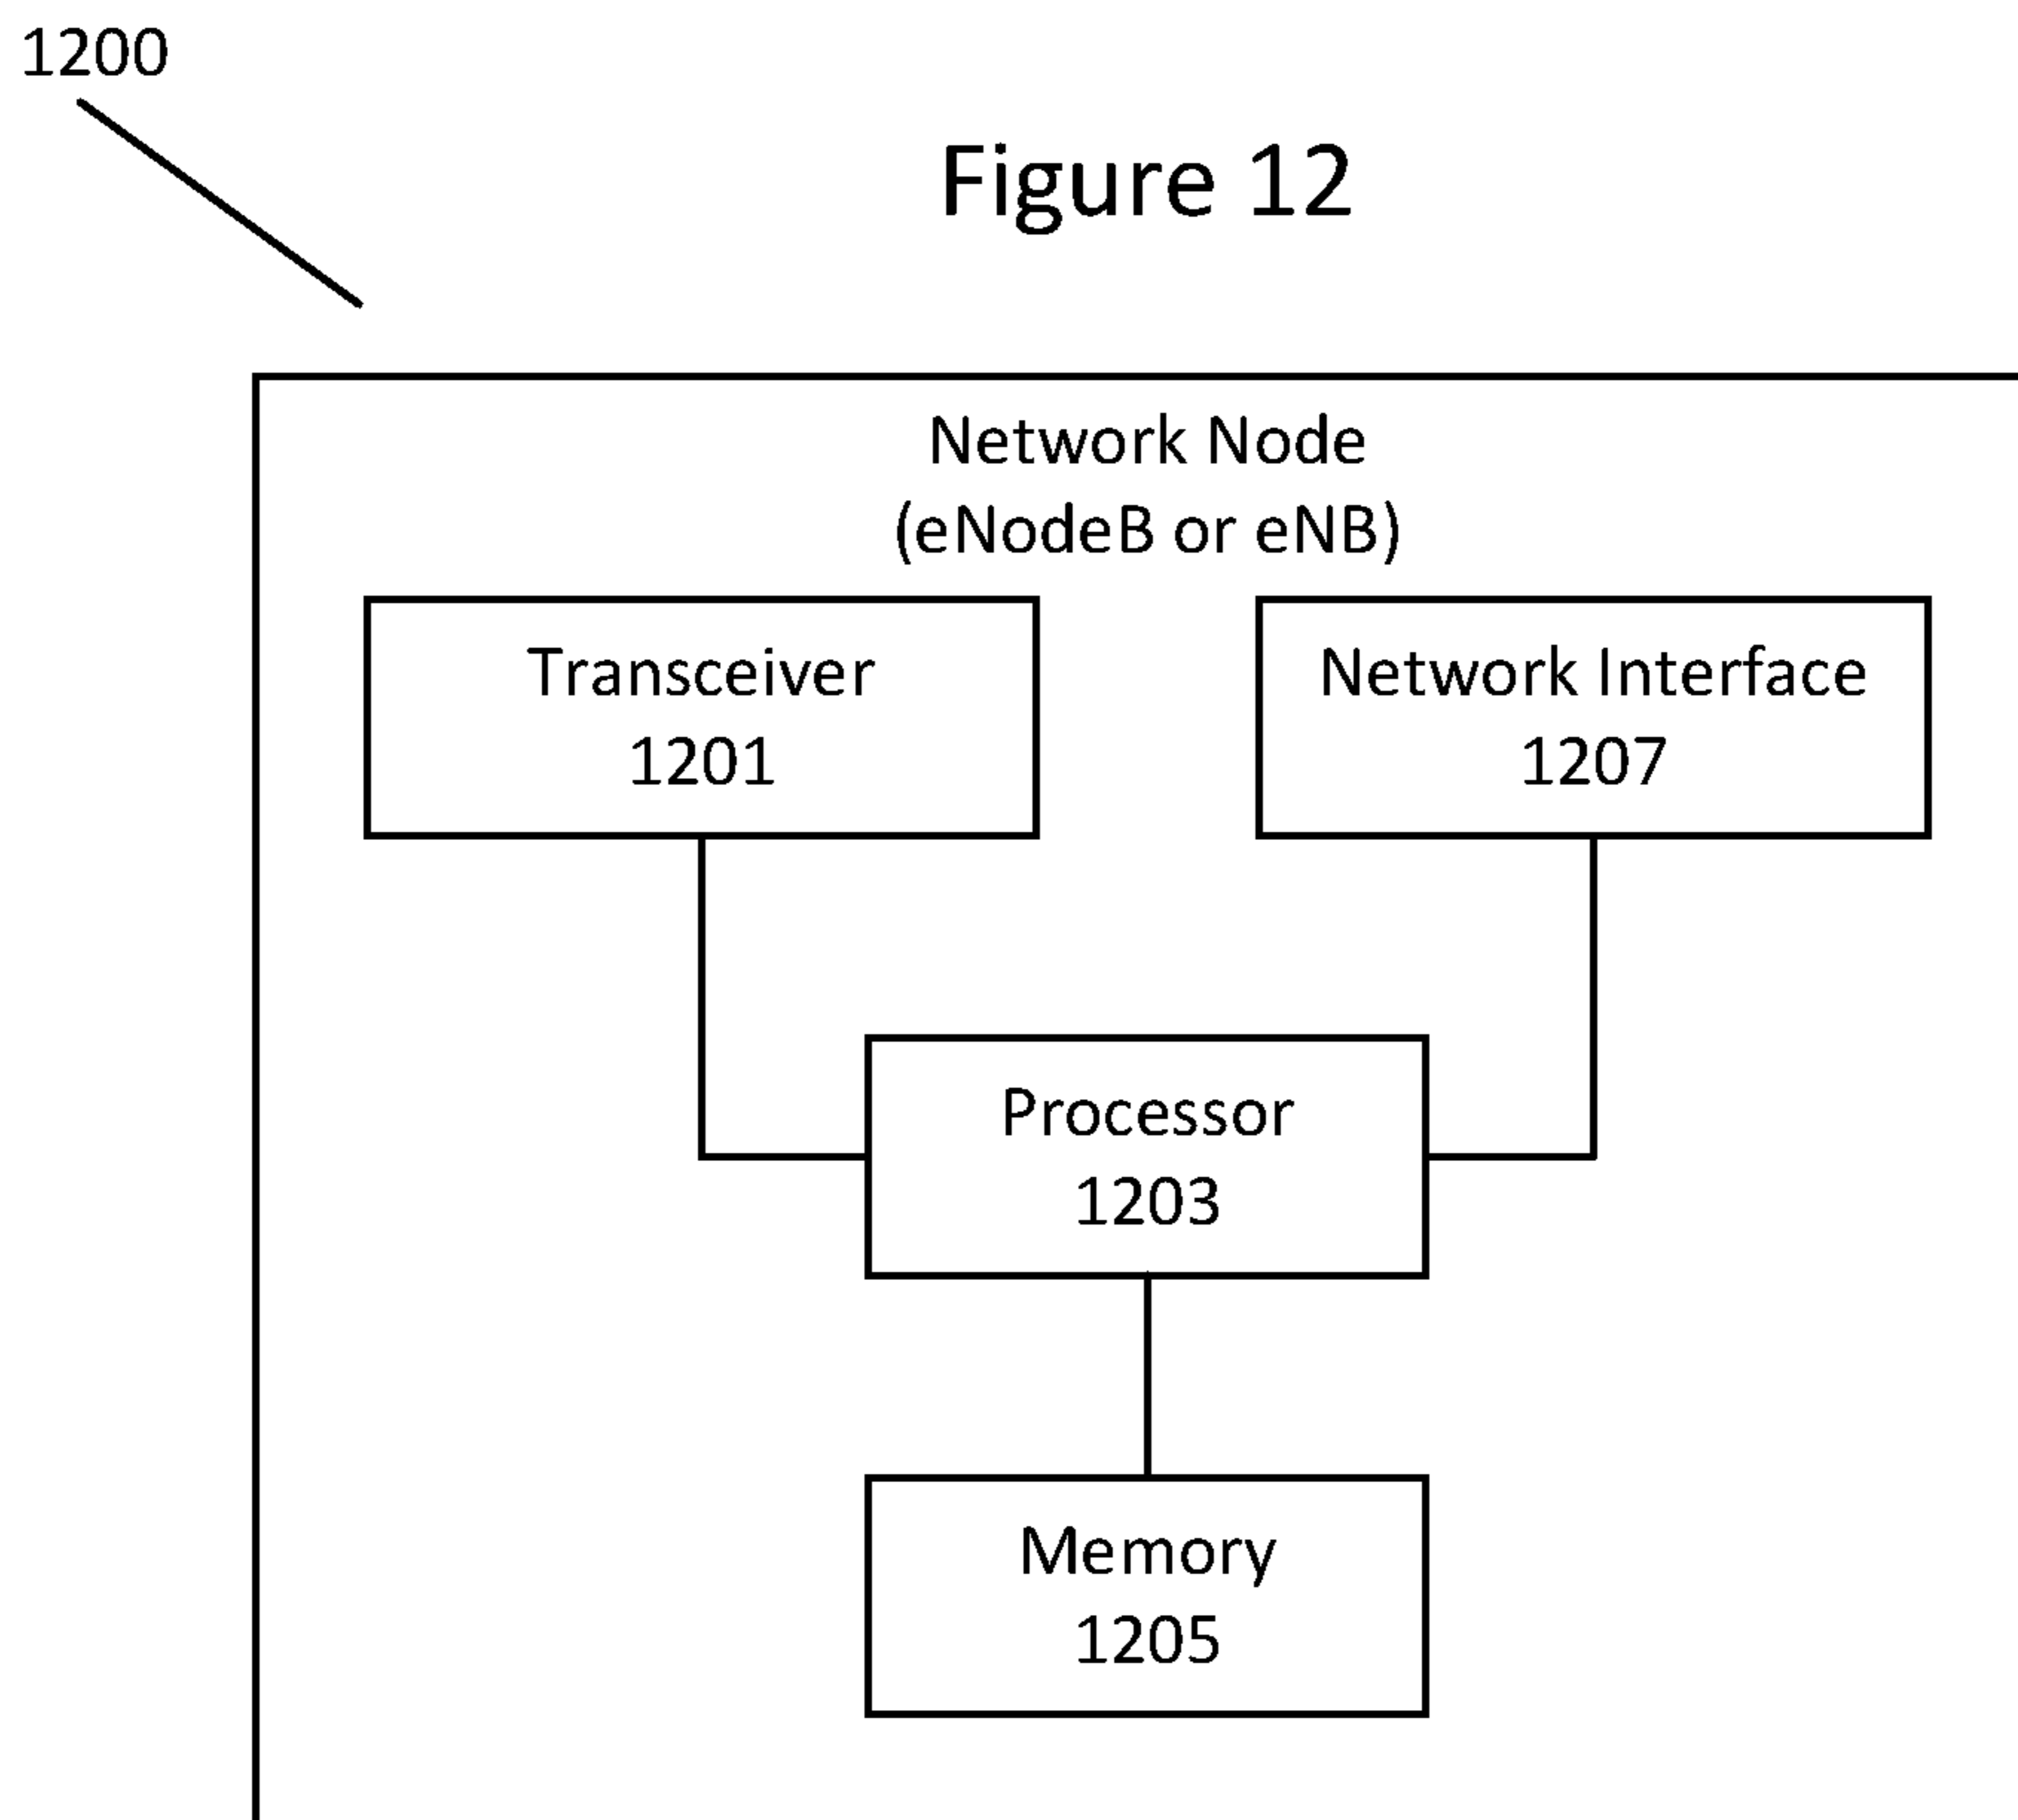 1200
Figure 12
Network Node
(eNodeB or eNB)
Transceiver
1201
Network Interface
1207
Processor
1203
Memory
1205